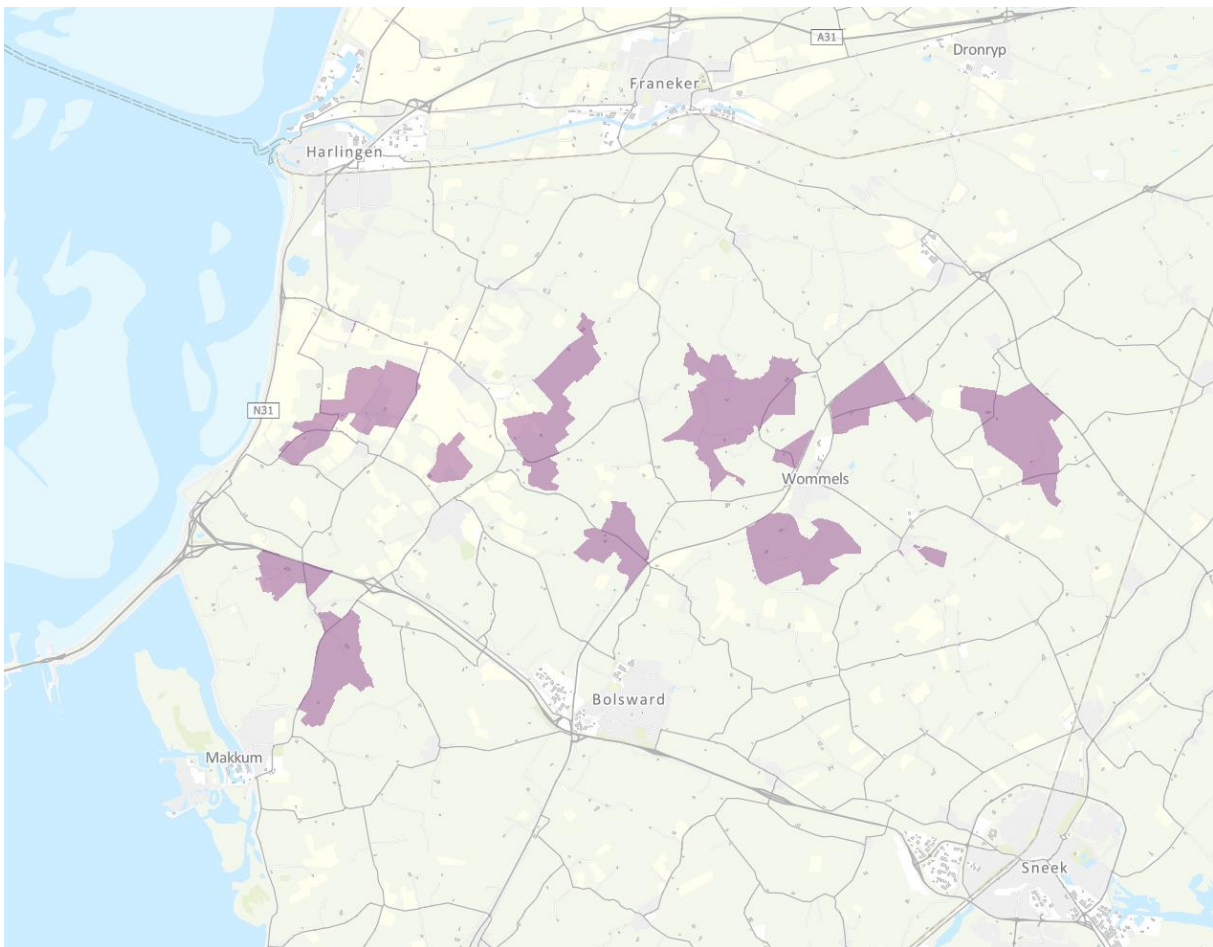 A31
Dronryp
Franeker
Harlingen
N31
Wommels
Bolsward
Makkum
Sneek